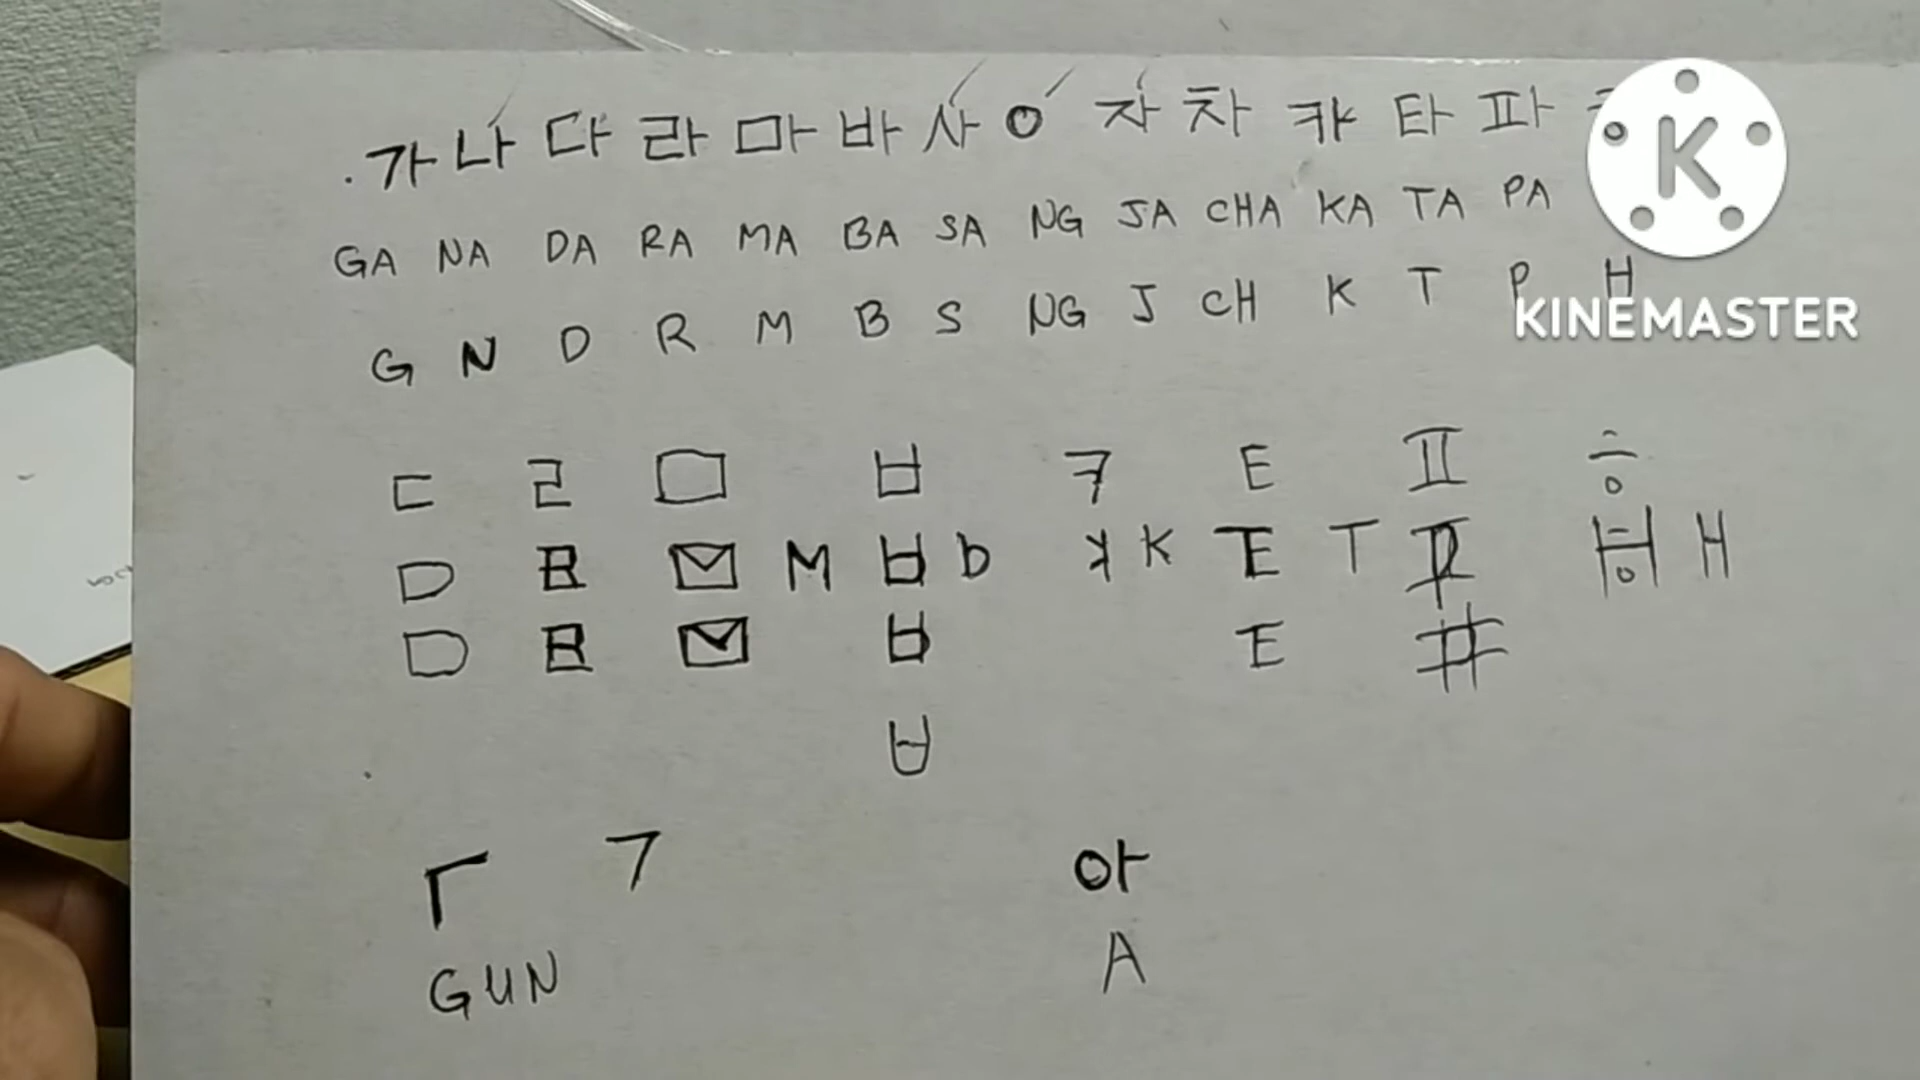 가 나 다 라 마 바 사 ㅇ 자 차 카 타 파
GA NA DA RA MA BA SA NG JA CHA KA TA PA
G N D R M B S NG J CH K T P H
KINEMASTER
ㄷ ㄹ ㅁ ㅂ ㅋ ㅌ ㅍ ㅎ
D R M b K T H
E
ㅂ
ㄱ 아
GUN A